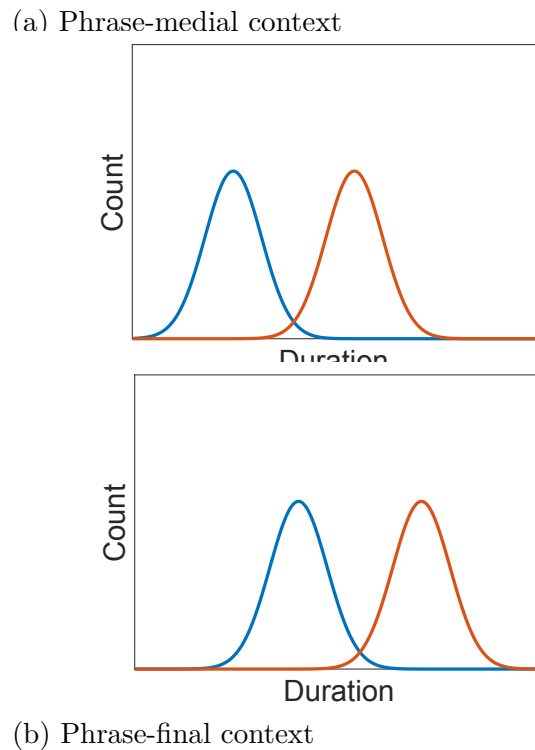 (a) Phrase-medial context
Count
Duration
Count
Duration
(b) Phrase-final context